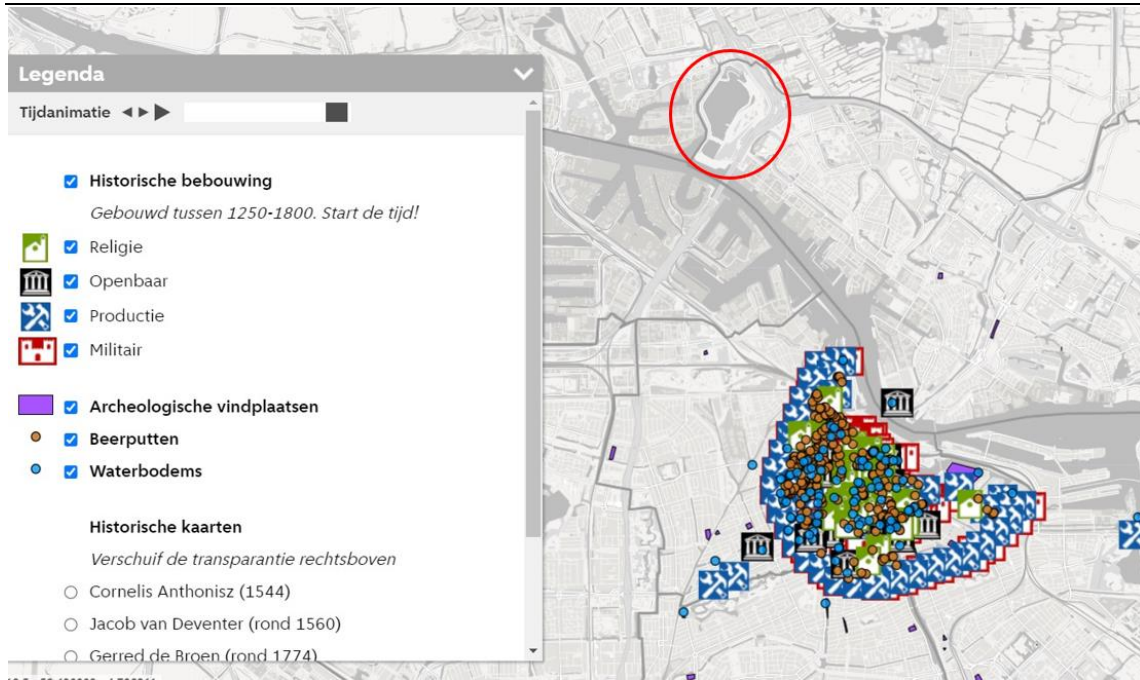 Legenda
Tijdanimatie
Historische bebouwing
Gebouwd tussen 1250-1800. Start de tijd!
Religie
Openbaar
Productie
Militair
Archeologische vindplaatsen
Beerputten
Waterbodems
Historische kaarten
Verschuif de transparantie rechtsboven
Cornelis Anthonisz (1544)
Jacob van Deventer (rond 1560)
Gerred de Broen (rond 1774)